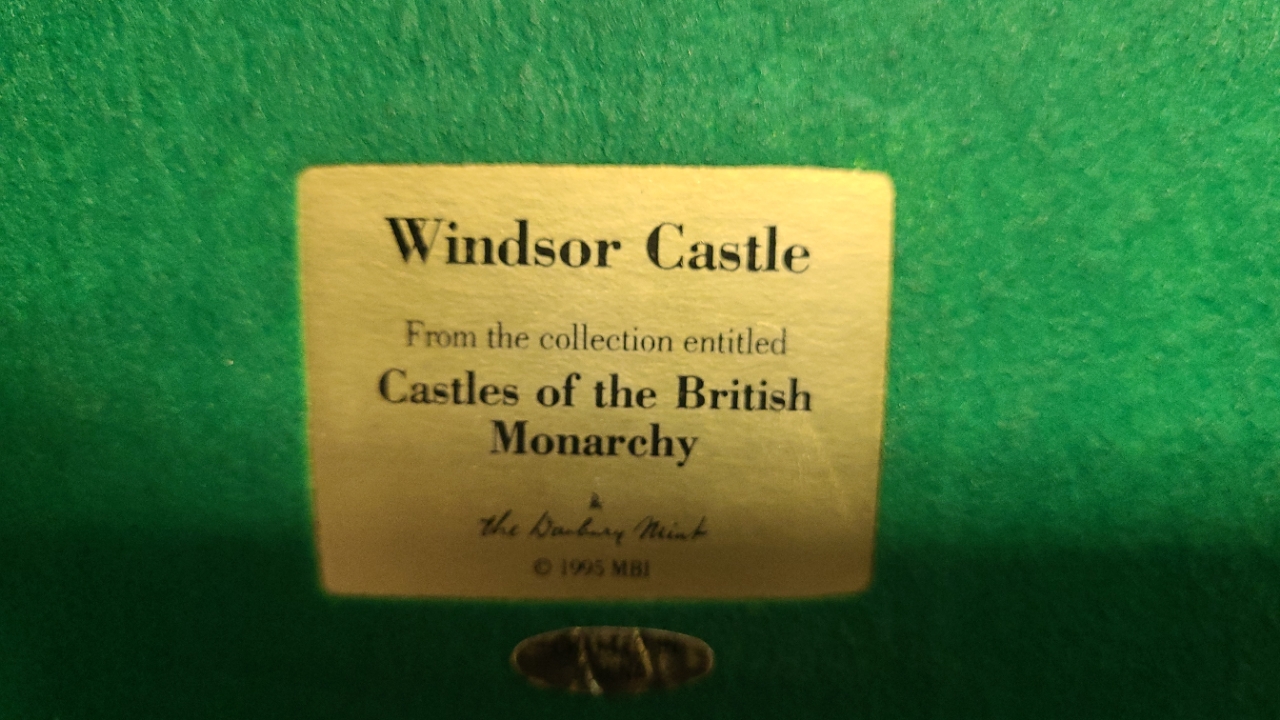 Windsor Castle
From the collection entitled
Castles of the British
Monarchy
The Danbury Mint
© 1995 MBI